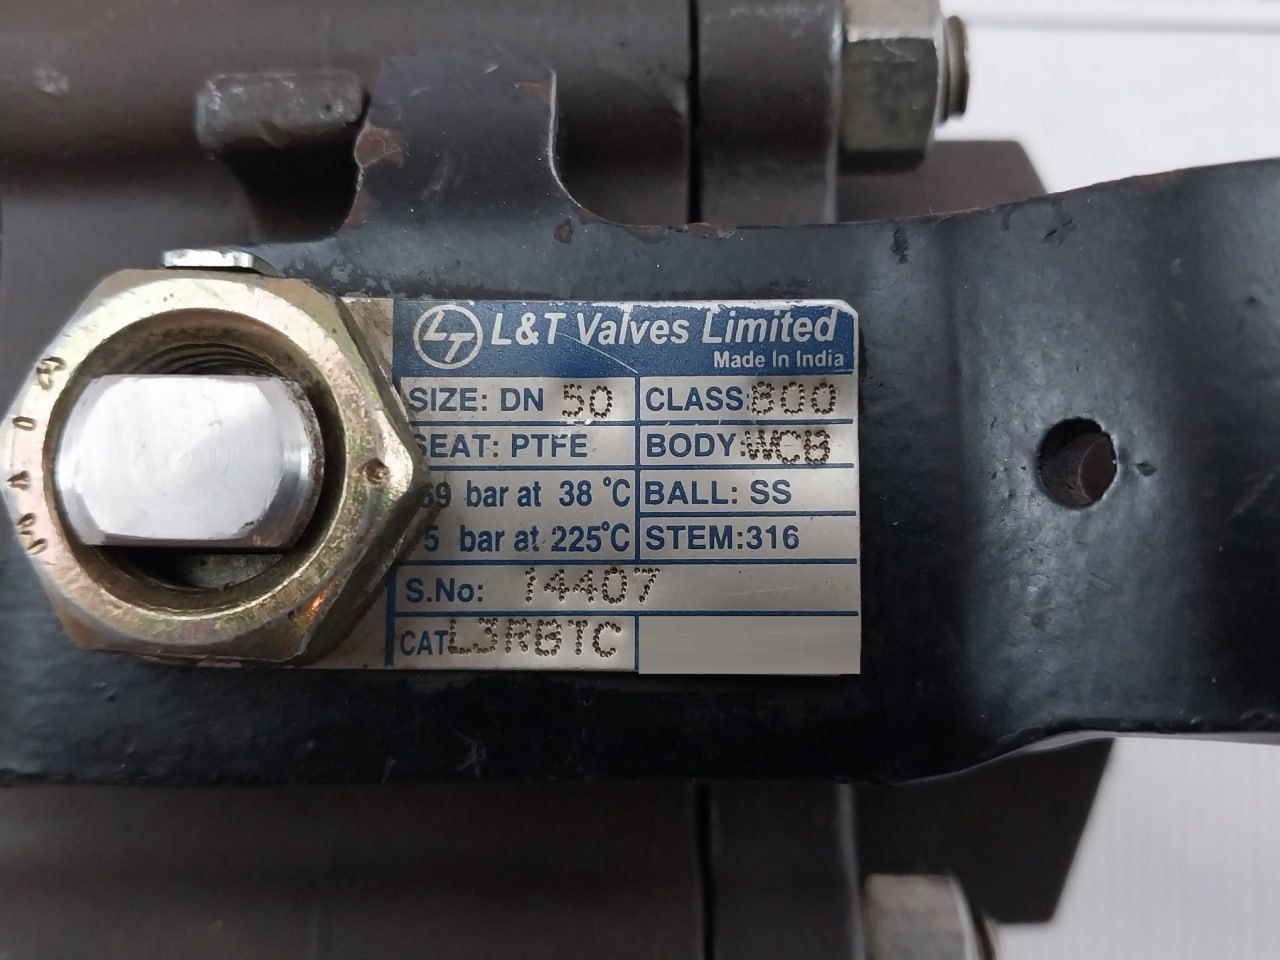 LT L&T Valves Limited
Made In India
SIZE: DN 50 CLASS:800
SEAT: PTFE BODY:WCB
bar at 38 °C BALL: SS
bar at 225°C STEM:316
S.No: 14407
CAT